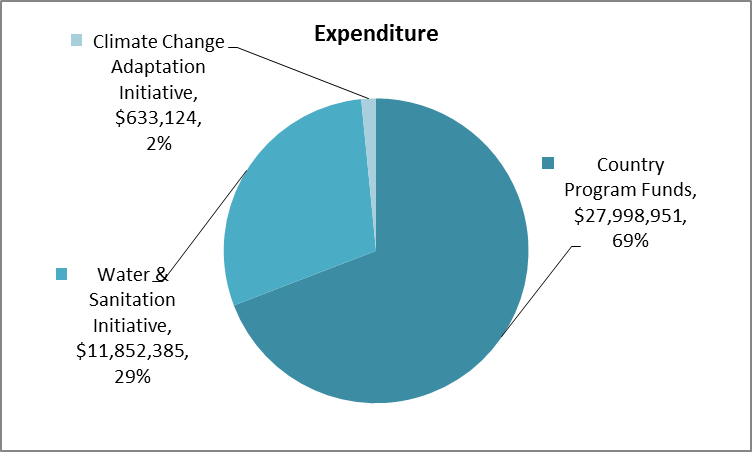 Expenditure
Climate Change
Adaptation
Initiative,
$633,124,
2%
Country
Program Funds,
$27,998,951,
69%
Water &
Sanitation
Initiative,
$11,852,385,
29%